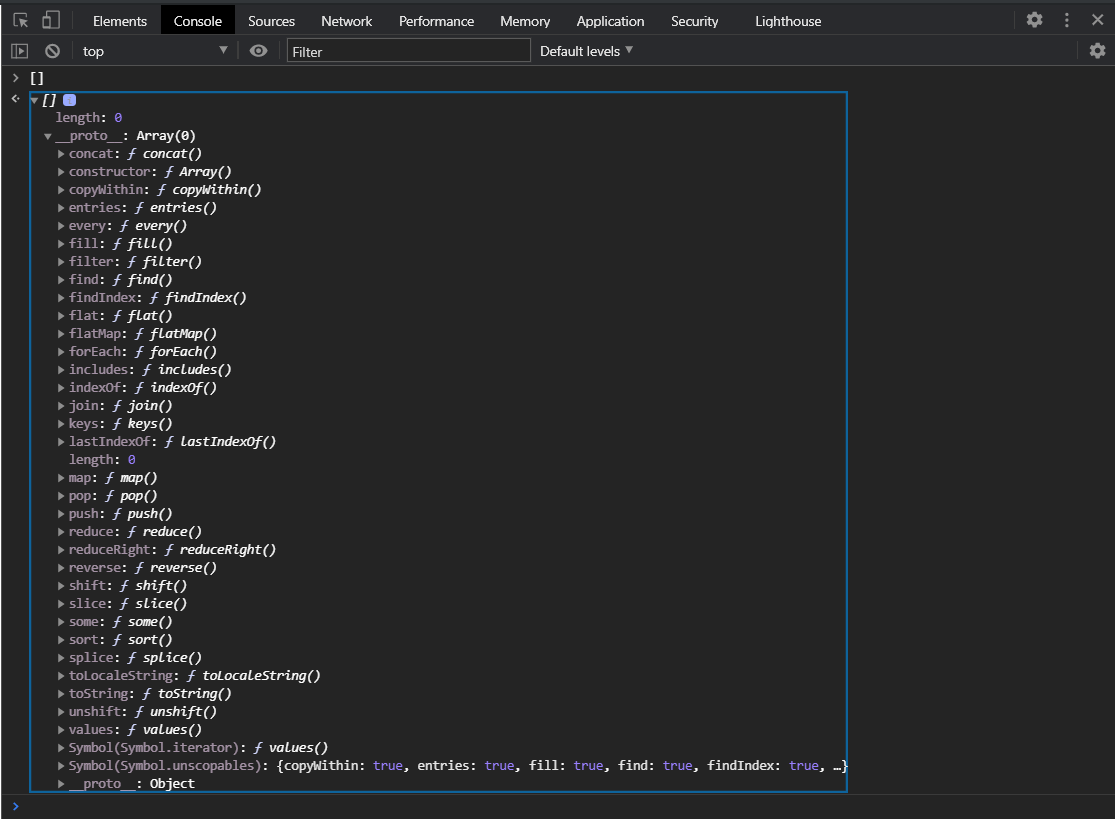 Elements Console Sources Network Performance Memory Application Security Lighthouse
top Filter Default levels
[]
[]
length: 0
__proto__: Array(0)
concat: ƒ concat()
constructor: ƒ Array()
copyWithin: ƒ copyWithin()
entries: ƒ entries()
every: ƒ every()
fill: ƒ fill()
filter: ƒ filter()
find: ƒ find()
findIndex: ƒ findIndex()
flat: ƒ flat()
flatMap: ƒ flatMap()
forEach: ƒ forEach()
includes: ƒ includes()
indexOf: ƒ indexOf()
join: ƒ join()
keys: ƒ keys()
lastIndexOf: ƒ lastIndexOf()
length: 0
map: ƒ map()
pop: ƒ pop()
push: ƒ push()
reduce: ƒ reduce()
reduceRight: ƒ reduceRight()
reverse: ƒ reverse()
shift: ƒ shift()
slice: ƒ slice()
some: ƒ some()
sort: ƒ sort()
splice: ƒ splice()
toLocaleString: ƒ toLocaleString()
toString: ƒ toString()
unshift: ƒ unshift()
values: ƒ values()
Symbol(Symbol.iterator): ƒ values()
Symbol(Symbol.unscopables): {copyWithin: true, entries: true, fill: true, find: true, findIndex: true, …}
__proto__: Object